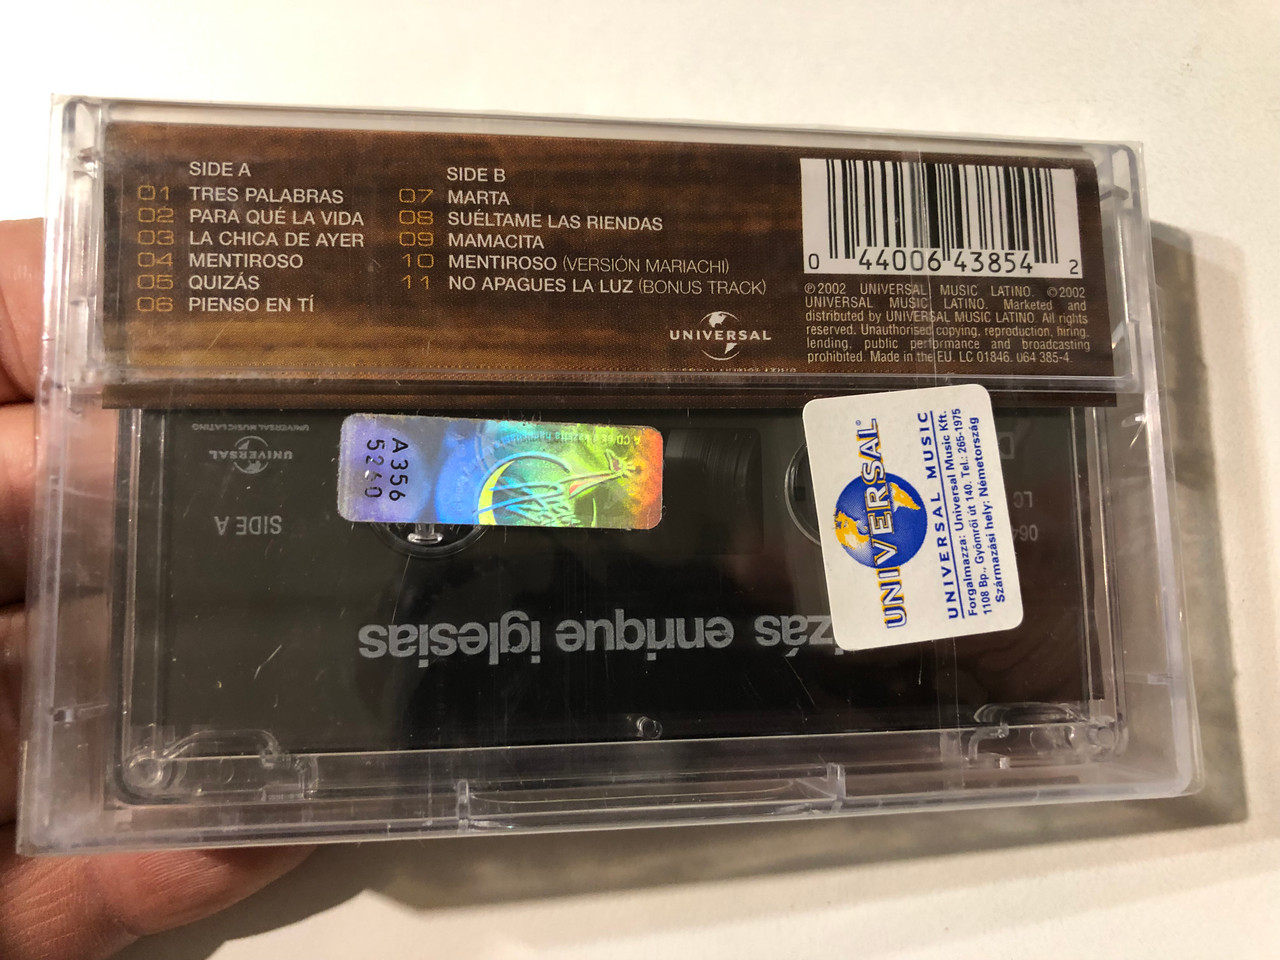 SIDE A
01 TRES PALABRAS
02 PARA QUÉ LA VIDA
03 LA CHICA DE AYER
04 MENTIROSO
05 QUIZÁS
06 PIENSO EN TÍ
SIDE B
07 MARTA
08 SUÉLTAME LAS RIENDAS
09 MAMACITA
10 MENTIROSO (VERSIÓN MARIACHI)
11 NO APAGUES LA LUZ (BONUS TRACK)
UNIVERSAL
0 44006 43854 2
℗2002 UNIVERSAL MUSIC LATINO. ©2002
UNIVERSAL MUSIC LATINO. Marketed and
distributed by UNIVERSAL MUSIC LATINO. All rights
reserved. Unauthorised copying, reproduction, hiring,
lending, public performance and broadcasting
prohibited. Made in the EU. LC 01846. 064 385-4.
UNIVERSAL MUSIC LATINO
UNIVERSAL
SIDE A
A356
5260
enrique iglesias
UNIVERSAL
UNIVERSAL MUSIC
Forgalmazza: Universal Music Kft.
1108 Bp., Gyömrői út 140. Tel.: 265-1975
Származási hely: Németország
LC